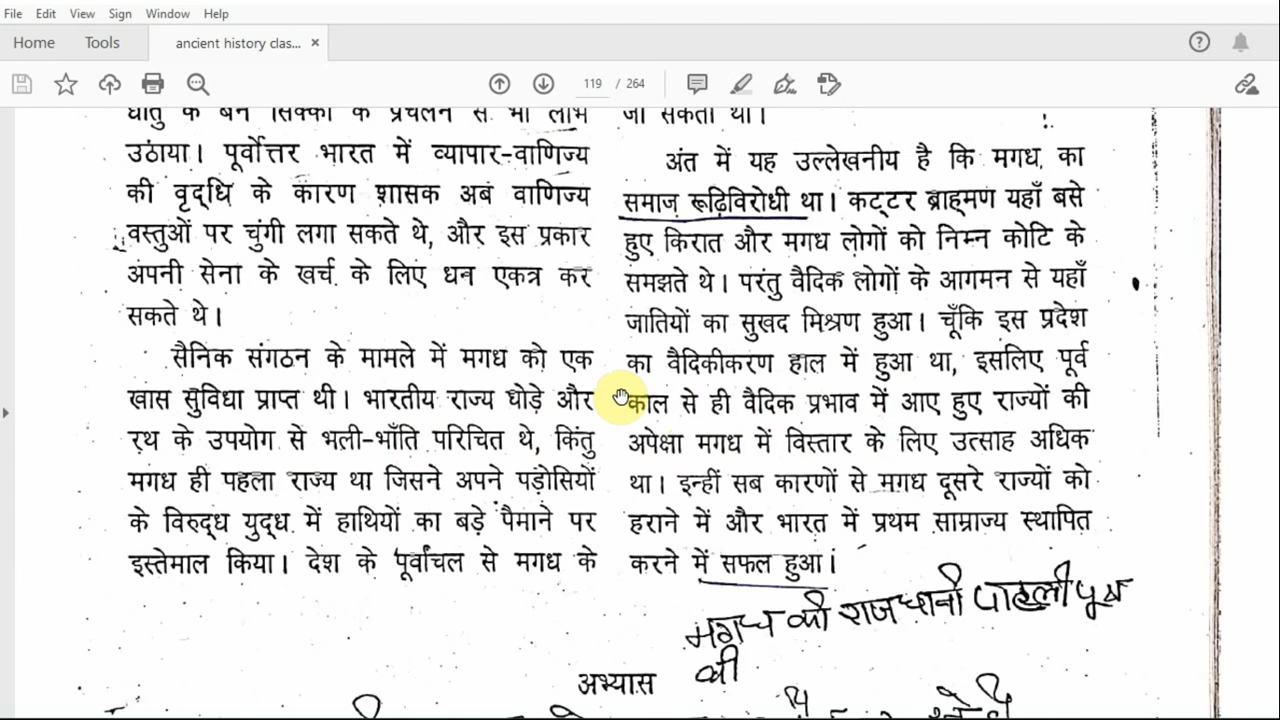 File Edit View Sign Window Help
Home Tools ancient history clas... ×
119 / 264
धातु के बने सिक्कों के प्रचलन से भी लाभ
उठाया। पूर्वोत्तर भारत में व्यापार-वाणिज्य
की वृद्धि के कारण शासक अब वाणिज्य
वस्तुओं पर चुंगी लगा सकते थे, और इस प्रकार
अपनी सेना के खर्च के लिए धन एकत्र कर
सकते थे।
सैनिक संगठन के मामले में मगध को एक
खास सुविधा प्राप्त थी। भारतीय राज्य घोड़े और
रथ के उपयोग से भली-भाँति परिचित थे, किंतु
मगध ही पहला राज्य था जिसने अपने पड़ोसियों
के विरुद्ध युद्ध में हाथियों का बड़े पैमाने पर
इस्तेमाल किया। देश के पूर्वांचल से मगध के
जा सकता था।
अंत में यह उल्लेखनीय है कि मगध का
समाज रूढ़िविरोधी था। कट्टर ब्राह्मण यहाँ बसे
हुए किरात और मगध लोगों को निम्न कोटि के
समझते थे। परंतु वैदिक लोगों के आगमन से यहाँ
जातियों का सुखद मिश्रण हुआ। चूँकि इस प्रदेश
का वैदिकीकरण हाल में हुआ था, इसलिए पूर्व
काल से ही वैदिक प्रभाव में आए हुए राज्यों की
अपेक्षा मगध में विस्तार के लिए उत्साह अधिक
था। इन्हीं सब कारणों से मगध दूसरे राज्यों को
हराने में और भारत में प्रथम साम्राज्य स्थापित
करने में सफल हुआ।
मगध की राजधानी
थी
अभ्यास